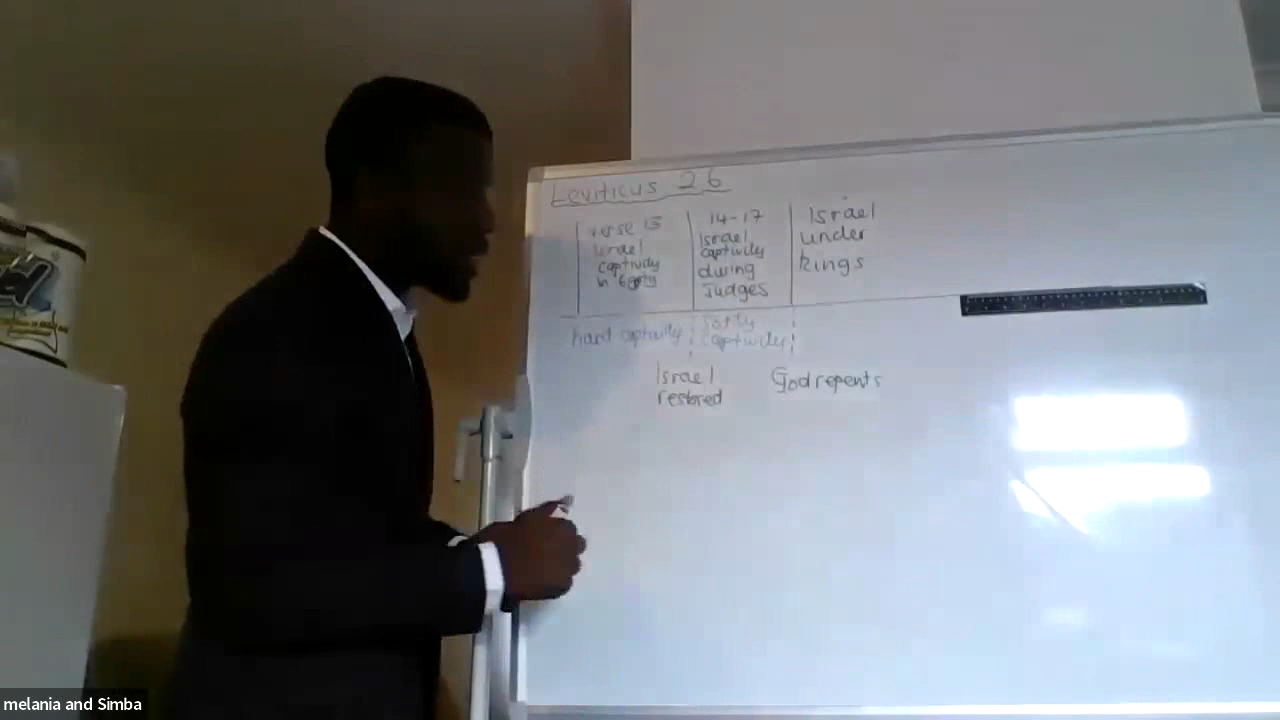 Leviticus 26
verse 13
Israel
captivity
in Egypt
14-17
Israel
captivity
during
Judges
Israel
under
kings
hard captivity
captivity
Israel
restored
God repents
melania and Simba